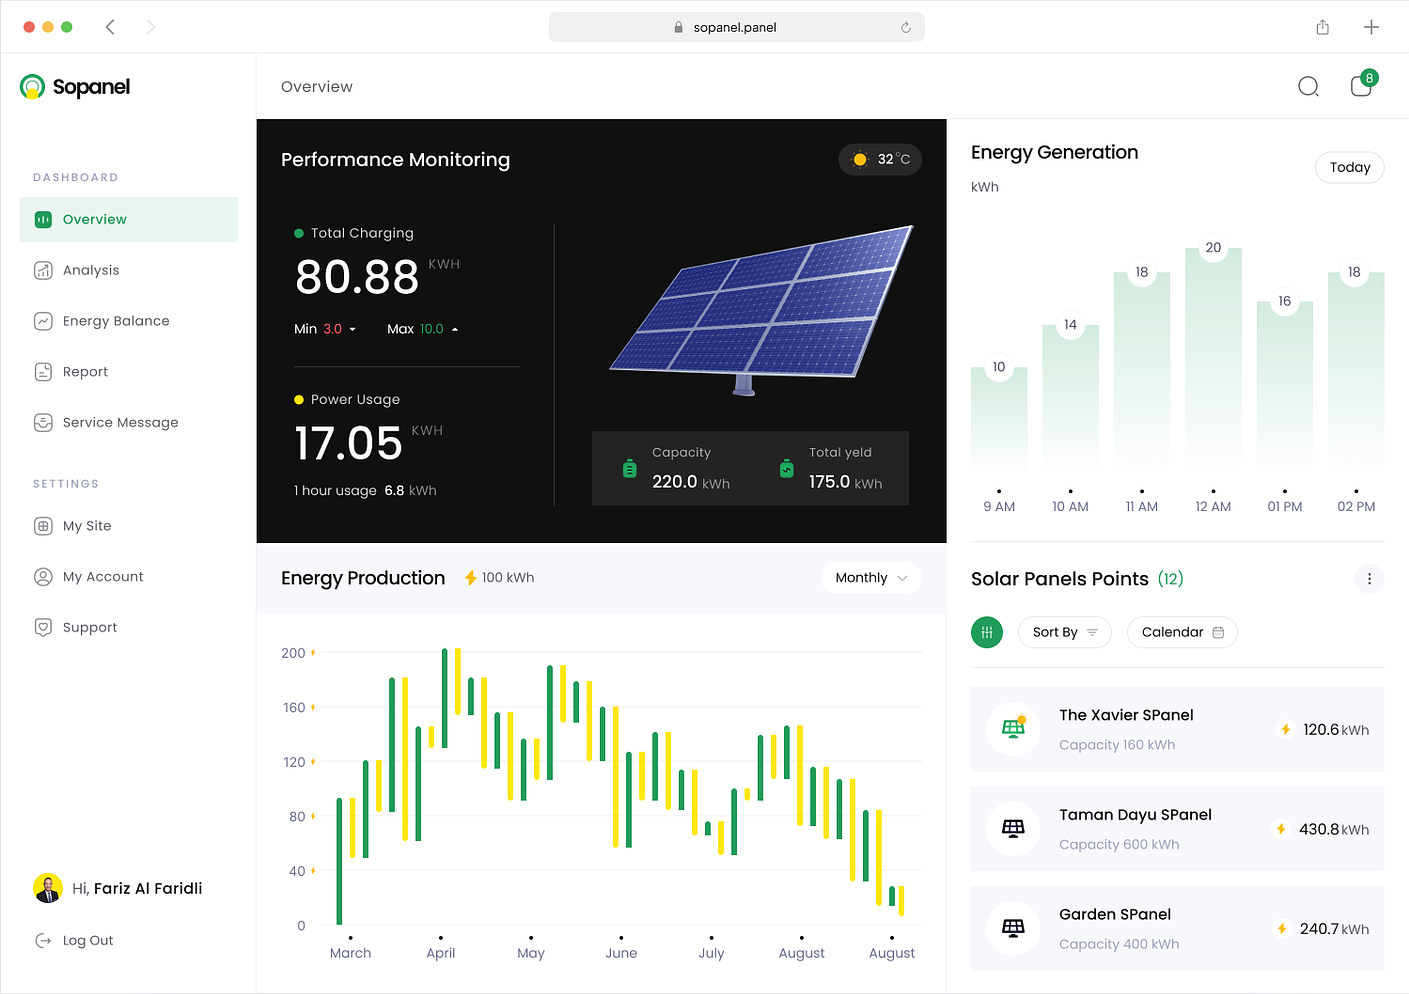 sopanel.panel
Sopanel
Overview
8
DASHBOARD
Overview
Analysis
Energy Balance
Report
Service Message
SETTINGS
My Site
My Account
Support
Hi, Fariz Al Faridli
Log Out
Performance Monitoring
32°C
Total Charging
80.88 KWH
Min 3.0 Max 10.0
Power Usage
17.05 KWH
1 hour usage 6.8 kWh
Capacity
220.0 kWh
Total yeld
175.0 kWh
Energy Production 100 kWh
Monthly
200
160
120
80
40
0
March April May June July August August
Energy Generation
kWh
Today
10 14 18 20 16 18
9 AM 10 AM 11 AM 12 AM 01 PM 02 PM
Solar Panels Points (12)
Sort By
Calendar
The Xavier SPanel
Capacity 160 kWh
120.6 kWh
Taman Dayu SPanel
Capacity 600 kWh
430.8 kWh
Garden SPanel
Capacity 400 kWh
240.7 kWh